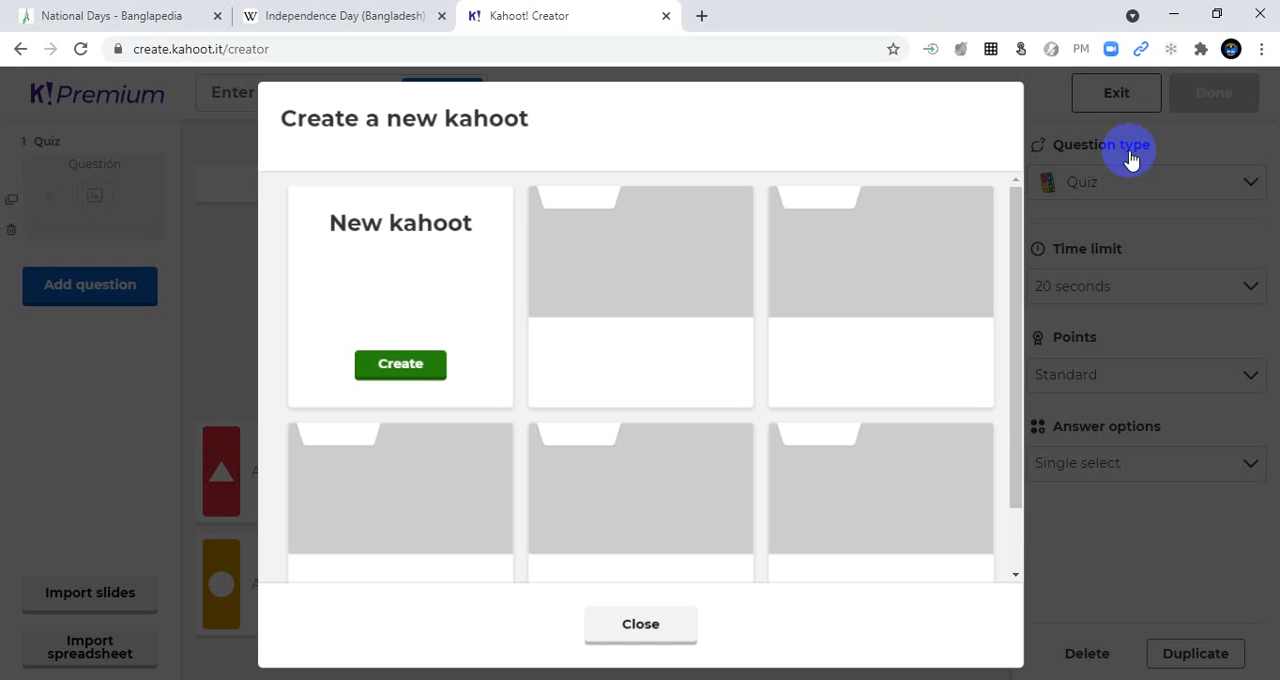 National Days - Banglapedia
W Independence Day (Bangladesh)
K! Kahoot! Creator
create.kahoot.it/creator
PM
K!Premium
Enter
Exit
Done
Create a new kahoot
1 Quiz
Question
Add question
Import slides
Import
spreadsheet
New kahoot
Create
Close
Question type
Quiz
Time limit
20 seconds
Points
Standard
Answer options
Single select
Delete
Duplicate